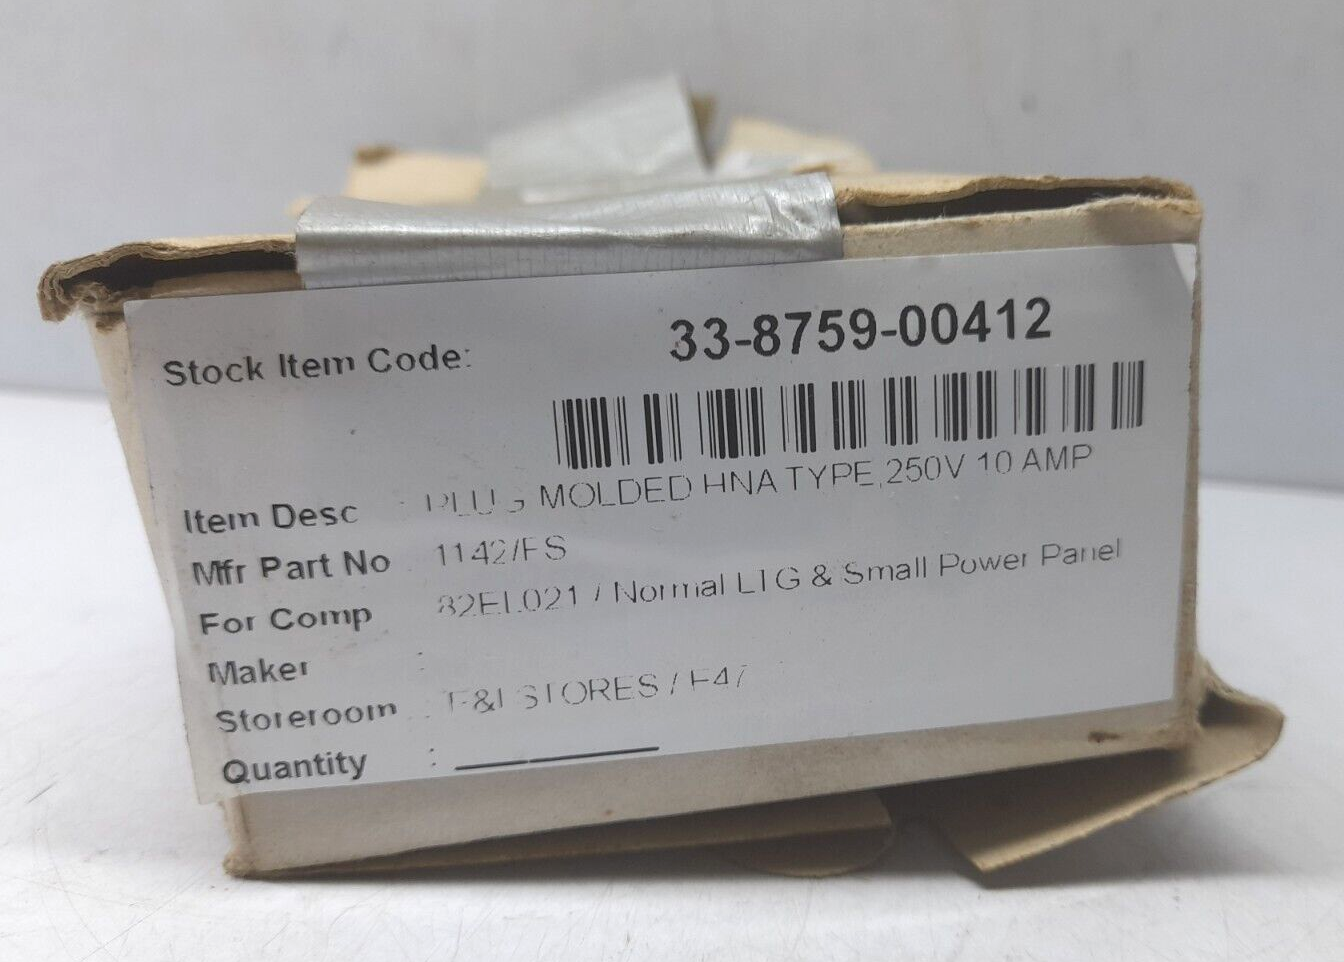 Stock Item Code: 33-8759-00412
Item Desc : PLUG MOLDED HNA TYPE,250V 10 AMP
Mfr Part No 1142/FS
For Comp 82EL021 / Normal LTG & Small Power Panel
Maker :
Storeroom : E&I STORES / F47
Quantity :